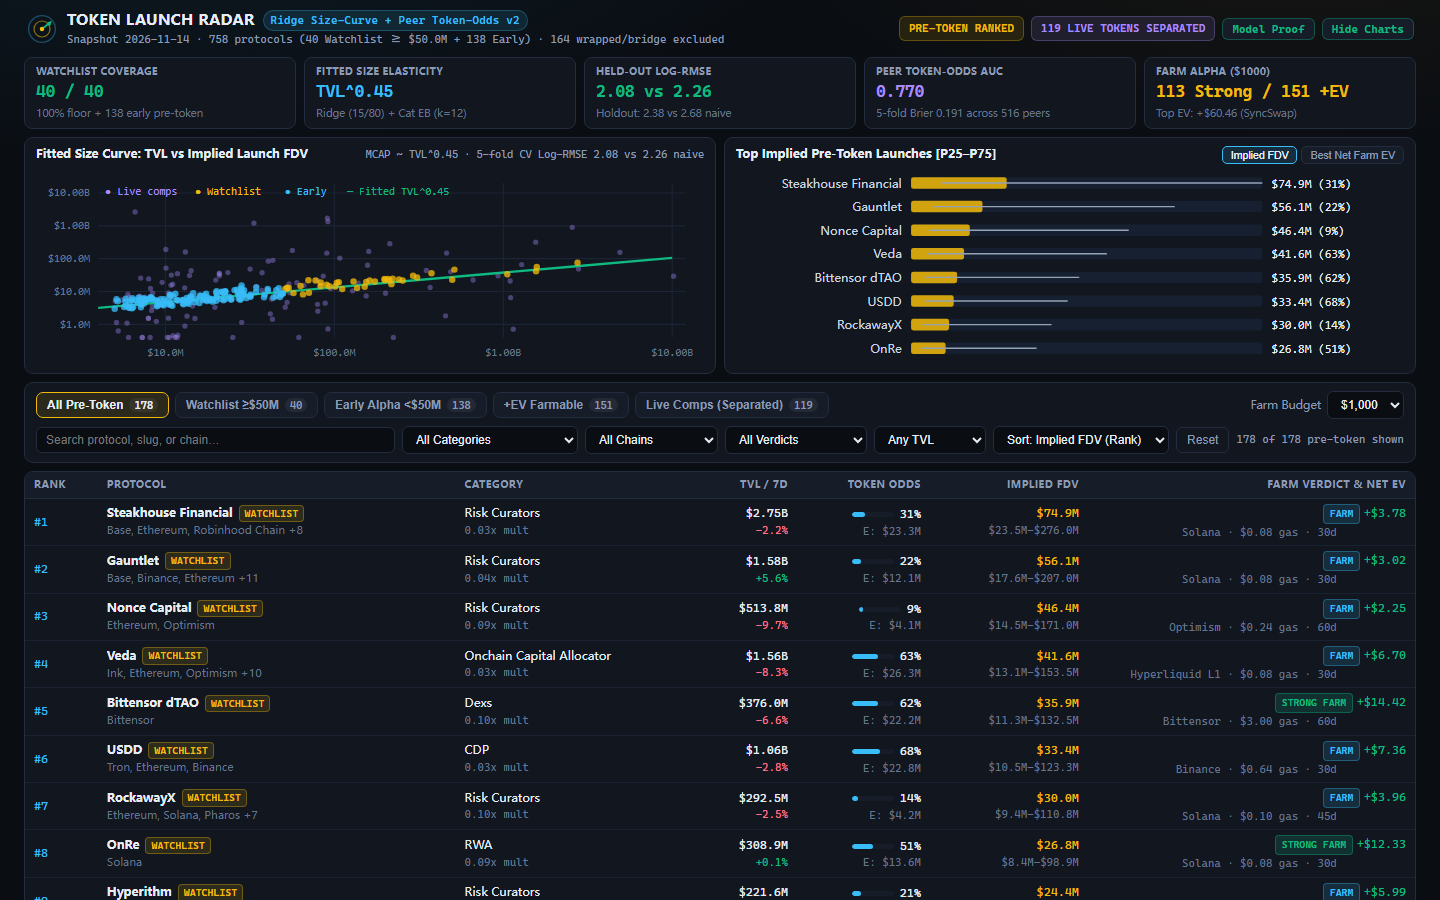 TOKEN LAUNCH RADAR Ridge Size-Curve + Peer Token-Odds v2
Snapshot 2026-11-14 · 758 protocols (40 Watchlist ≥ $50.0M + 138 Early) · 164 wrapped/bridge excluded
PRE-TOKEN RANKED 119 LIVE TOKENS SEPARATED Model Proof Hide Charts
WATCHLIST COVERAGE
40 / 40
100% floor + 138 early pre-token
FITTED SIZE ELASTICITY
TVL^0.45
Ridge (15/80) + Cat EB (k=12)
HELD-OUT LOG-RMSE
2.08 vs 2.26
Holdout: 2.38 vs 2.68 naive
PEER TOKEN-ODDS AUC
0.770
5-fold Brier 0.191 across 516 peers
FARM ALPHA ($1000)
113 Strong / 151 +EV
Top EV: +$60.46 (SyncSwap)
Fitted Size Curve: TVL vs Implied Launch FDV MCAP ~ TVL^0.45 · 5-fold CV Log-RMSE 2.08 vs 2.26 naive
Live comps Watchlist Early Fitted TVL^0.45
$10.00B
$1.00B
$100.0M
$10.0M
$1.0M
$10.0M $100.0M $1.00B $10.00B
Top Implied Pre-Token Launches [P25–P75] Implied FDV Best Net Farm EV
Steakhouse Financial $74.9M (31%)
Gauntlet $56.1M (22%)
Nonce Capital $46.4M (9%)
Veda $41.6M (63%)
Bittensor dTAO $35.9M (62%)
USDD $33.4M (68%)
RockawayX $30.0M (14%)
OnRe $26.8M (51%)
All Pre-Token 178 Watchlist ≥$50M 40 Early Alpha <$50M 138 +EV Farmable 151 Live Comps (Separated) 119 Farm Budget $1,000
Search protocol, slug, or chain... All Categories All Chains All Verdicts Any TVL Sort: Implied FDV (Rank) Reset 178 of 178 pre-token shown
RANK PROTOCOL CATEGORY TVL / 7D TOKEN ODDS IMPLIED FDV FARM VERDICT & NET EV
#1 Steakhouse Financial WATCHLIST Risk Curators $2.75B 31% $74.9M FARM +$3.78
Base, Ethereum, Robinhood Chain +8 0.03x mult −2.2% E: $23.3M $23.5M–$276.0M Solana · $0.08 gas · 30d
#2 Gauntlet WATCHLIST Risk Curators $1.58B 22% $56.1M FARM +$3.02
Base, Binance, Ethereum +11 0.04x mult +5.6% E: $12.1M $17.6M–$207.0M Solana · $0.08 gas · 30d
#3 Nonce Capital WATCHLIST Risk Curators $513.8M 9% $46.4M FARM +$2.25
Ethereum, Optimism 0.09x mult −9.7% E: $4.1M $14.5M–$171.0M Optimism · $0.24 gas · 60d
#4 Veda WATCHLIST Onchain Capital Allocator $1.56B 63% $41.6M FARM +$6.70
Ink, Ethereum, Optimism +10 0.03x mult −8.3% E: $26.3M $13.1M–$153.5M Hyperliquid L1 · $0.08 gas · 30d
#5 Bittensor dTAO WATCHLIST Dexs $376.0M 62% $35.9M STRONG FARM +$14.42
Bittensor 0.10x mult −6.6% E: $22.2M $11.3M–$132.5M Bittensor · $3.00 gas · 60d
#6 USDD WATCHLIST CDP $1.06B 68% $33.4M FARM +$7.36
Tron, Ethereum, Binance 0.03x mult −2.8% E: $22.8M $10.5M–$123.3M Binance · $0.64 gas · 30d
#7 RockawayX WATCHLIST Risk Curators $292.5M 14% $30.0M FARM +$3.96
Ethereum, Solana, Pharos +7 0.10x mult −2.5% E: $4.2M $9.4M–$110.8M Solana · $0.10 gas · 45d
#8 OnRe WATCHLIST RWA $308.9M 51% $26.8M STRONG FARM +$12.33
Solana 0.09x mult +0.1% E: $13.6M $8.4M–$98.9M Solana · $0.08 gas · 30d
Hyperithm WATCHLIST Risk Curators $221.6M 21% $24.4M FARM +$5.99